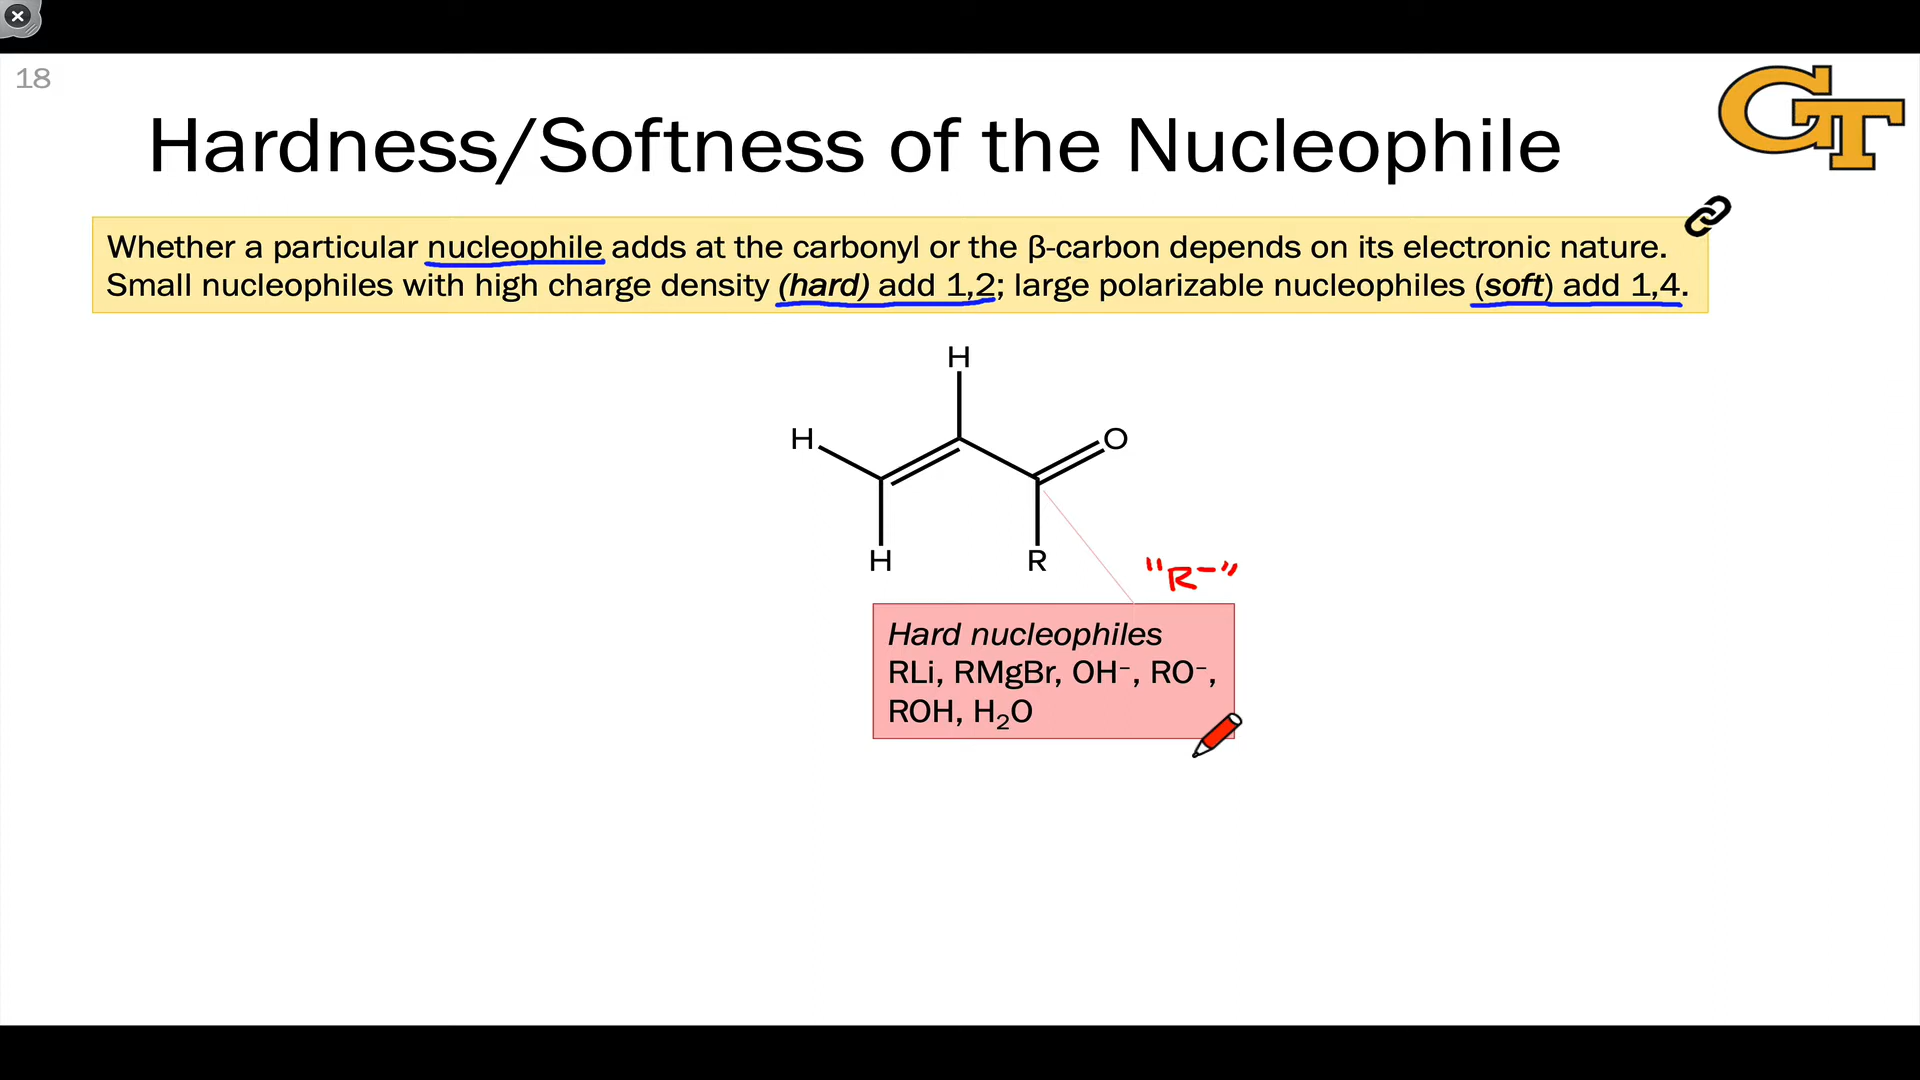 18
GT
Hardness/Softness of the Nucleophile
Whether a particular nucleophile adds at the carbonyl or the β-carbon depends on its electronic nature.
Small nucleophiles with high charge density (hard) add 1,2; large polarizable nucleophiles (soft) add 1,4.
H
H
O
H
R
"R⁻"
Hard nucleophiles
RLi, RMgBr, OH⁻, RO⁻,
ROH, H₂O